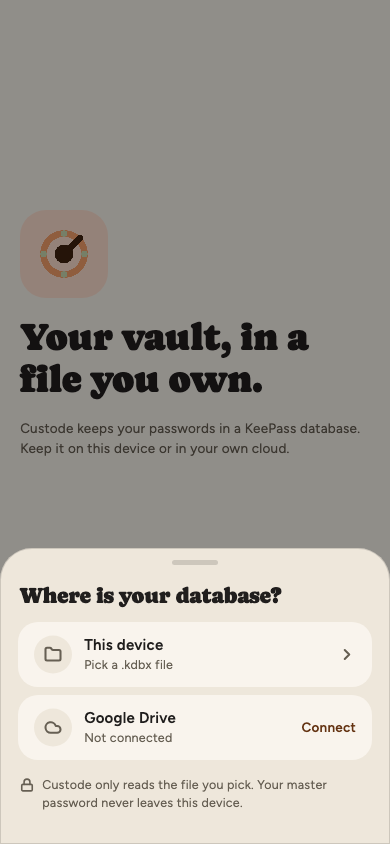 Your vault, in a
file you own.
Custode keeps your passwords in a KeePass database.
Keep it on this device or in your own cloud.
Where is your database?
This device
Pick a .kdbx file
Google Drive
Not connected
Connect
Custode only reads the file you pick. Your master
password never leaves this device.